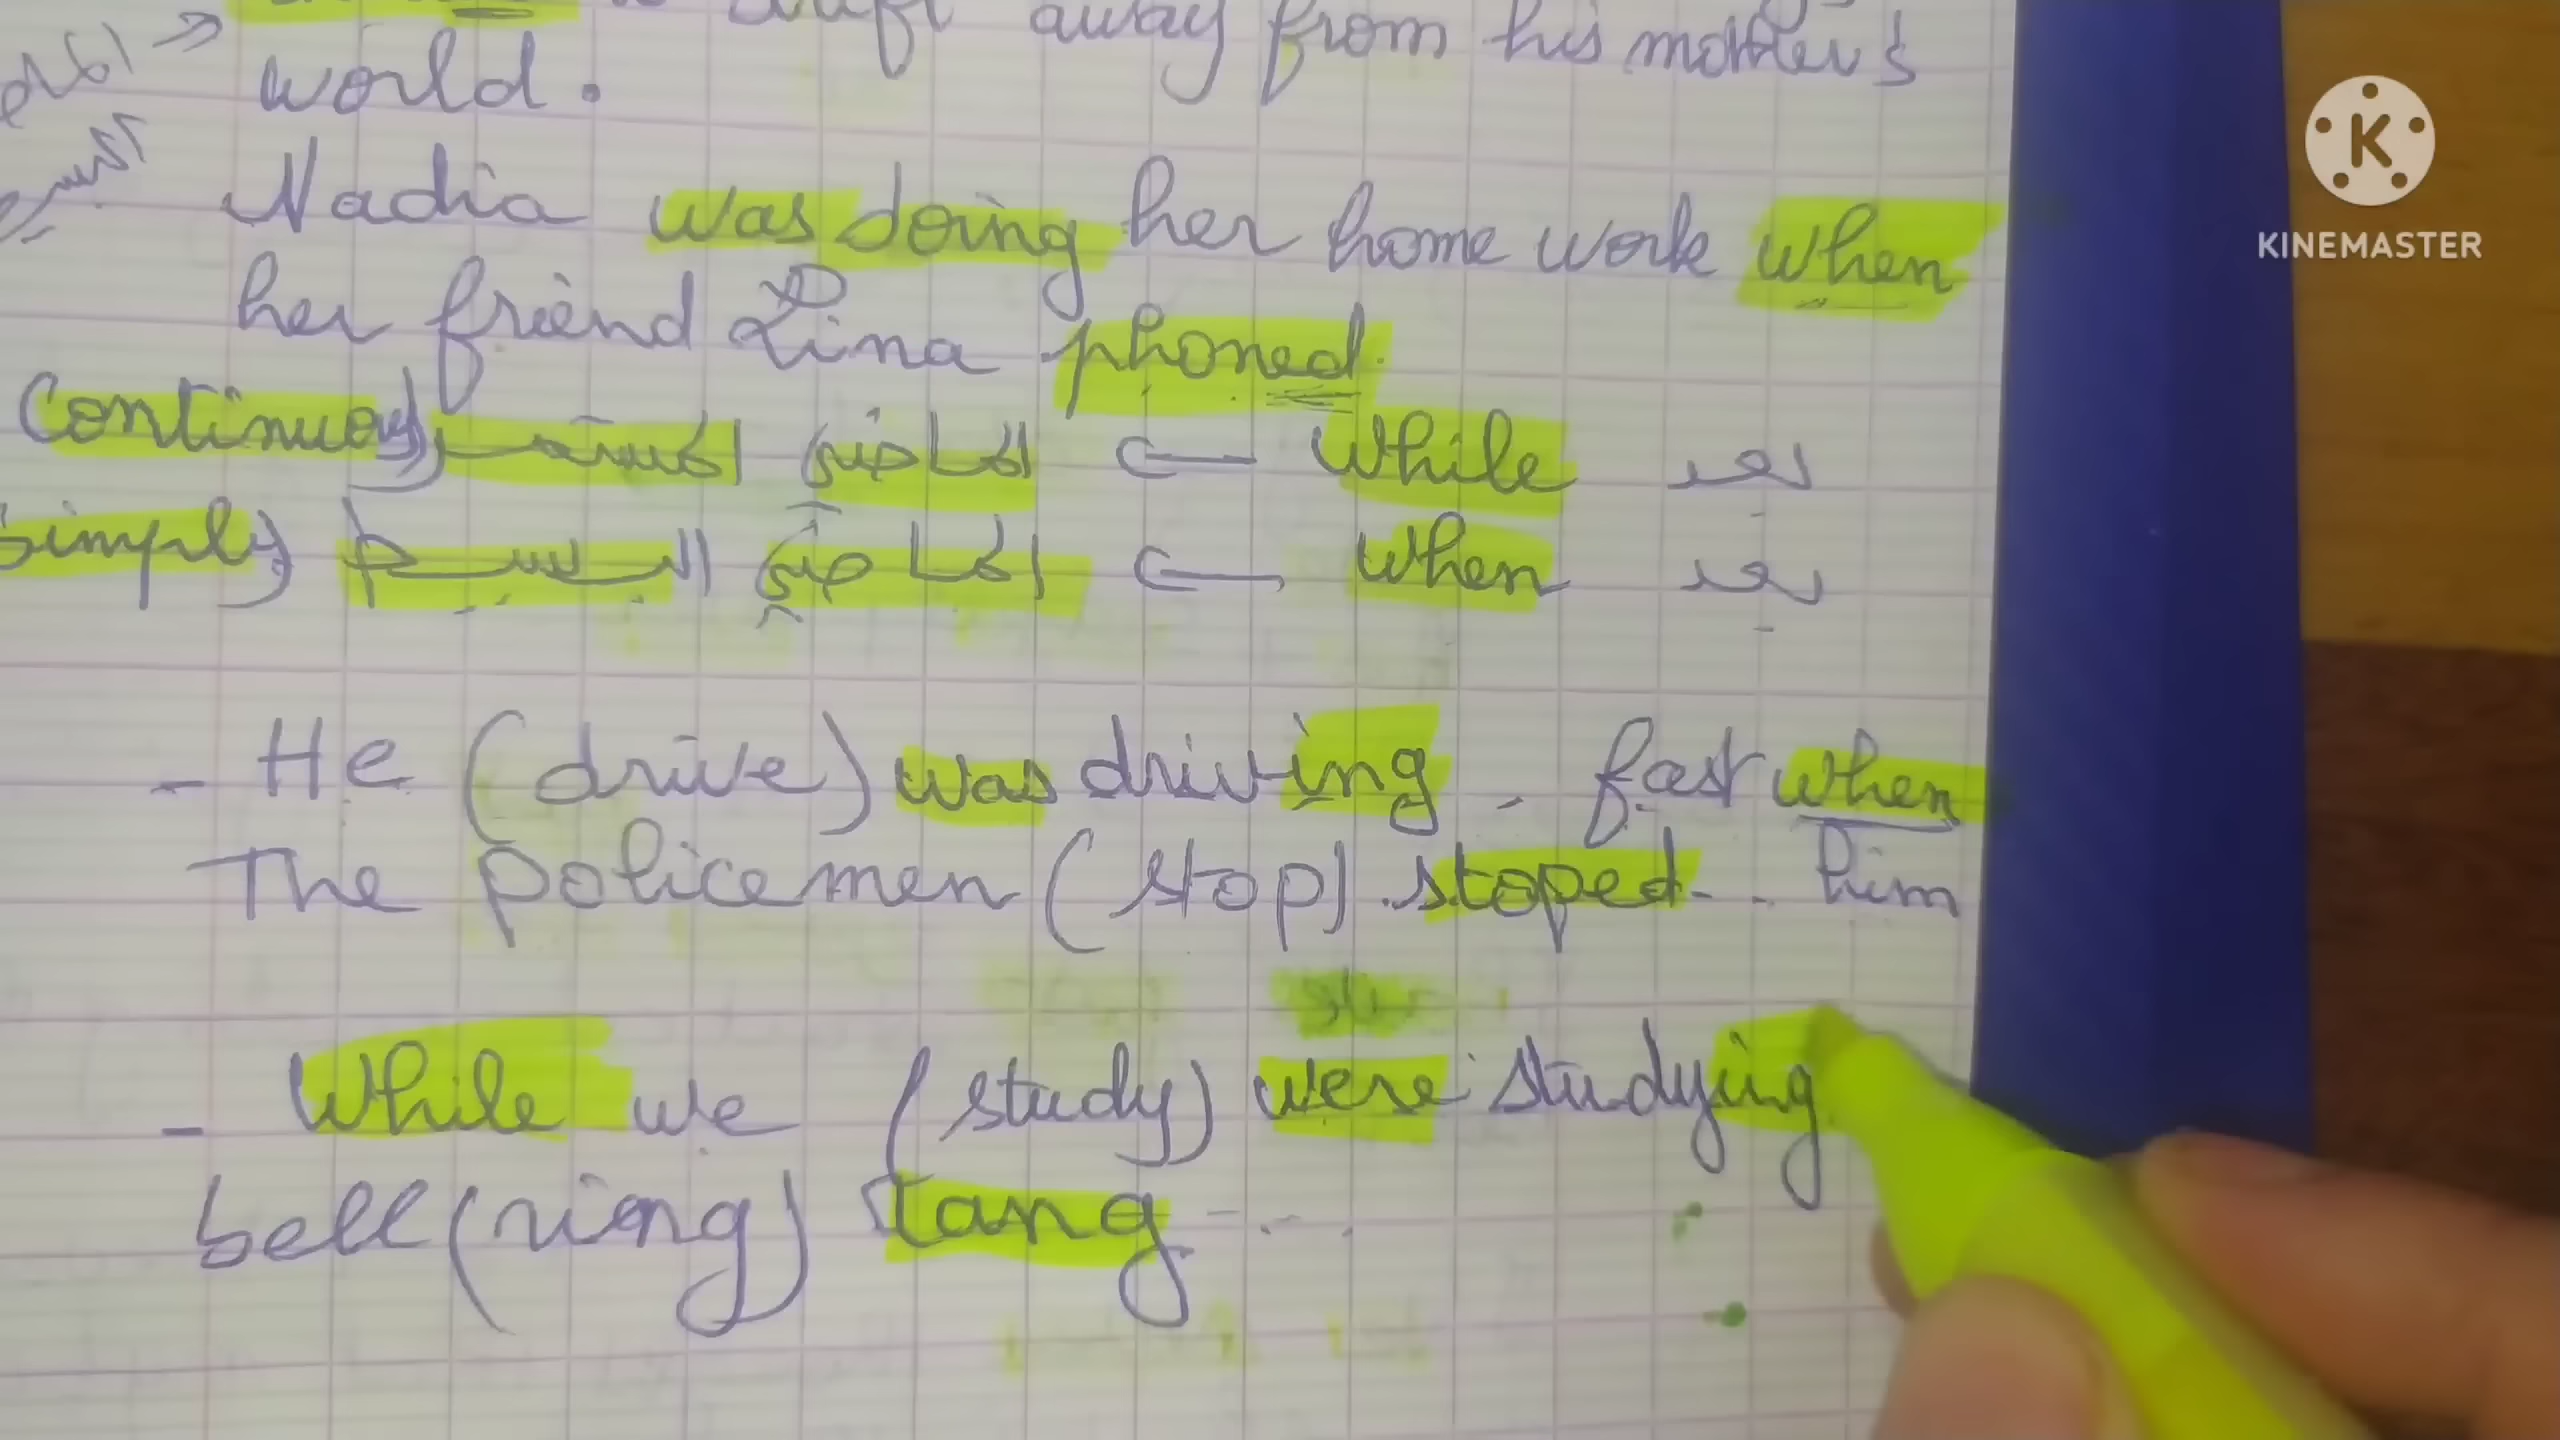 drift away from his mother's
world.
Nadia was doing her home work when
her friend Lina phoned.
بعد while ← الماضي المستمر Continuous
بعد when ← الماضي البسيط Simply
- He (drive) was driving . fast when
The policemen (stop) stoped .. him
- While we (study) were studying
bell (ring) rang ...
K
KINEMASTER